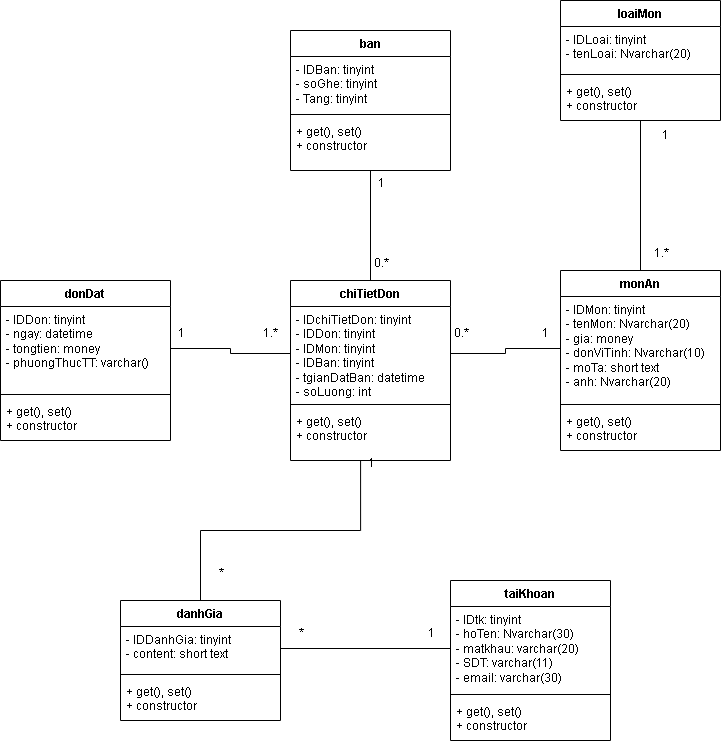 loaiMon
- IDLoai: tinyint
- tenLoai: Nvarchar(20)
+ get(), set()
+ constructor
ban
- IDBan: tinyint
- soGhe: tinyint
- Tang: tinyint
+ get(), set()
+ constructor
1
1
0.*
1.*
donDat
- IDDon: tinyint
- ngay: datetime
- tongtien: money
- phuongThucTT: varchar()
+ get(), set()
+ constructor
1
1.*
chiTietDon
- IDchiTietDon: tinyint
- IDDon: tinyint
- IDMon: tinyint
- IDBan: tinyint
- tgianDatBan: datetime
- soLuong: int
+ get(), set()
+ constructor
0.*
1
monAn
- IDMon: tinyint
- tenMon: Nvarchar(20)
- gia: money
- donViTinh: Nvarchar(10)
- moTa: short text
- anh: Nvarchar(20)
+ get(), set()
+ constructor
1
*
danhGia
- IDDanhGia: tinyint
- content: short text
+ get(), set()
+ constructor
*
1
taiKhoan
- IDtk: tinyint
- hoTen: Nvarchar(30)
- matkhau: varchar(20)
- SDT: varchar(11)
- email: varchar(30)
+ get(), set()
+ constructor